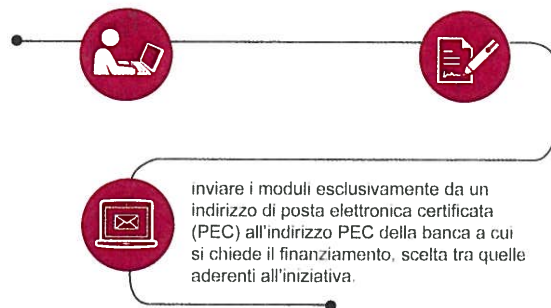 inviare i moduli esclusivamente da un
indirizzo di posta elettronica certificata
(PEC) all'indirizzo PEC della banca a cui
si chiede il finanziamento, scelta tra quelle
aderenti all'iniziativa.